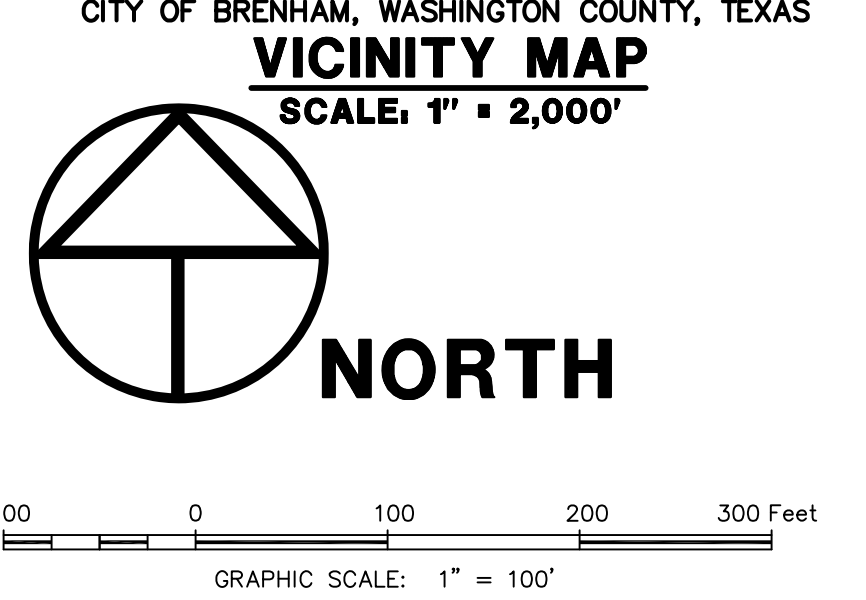 CITY OF BRENHAM, WASHINGTON COUNTY, TEXAS
VICINITY MAP
SCALE: 1" = 2,000'
NORTH
00 0 100 200 300 Feet
GRAPHIC SCALE: 1" = 100'